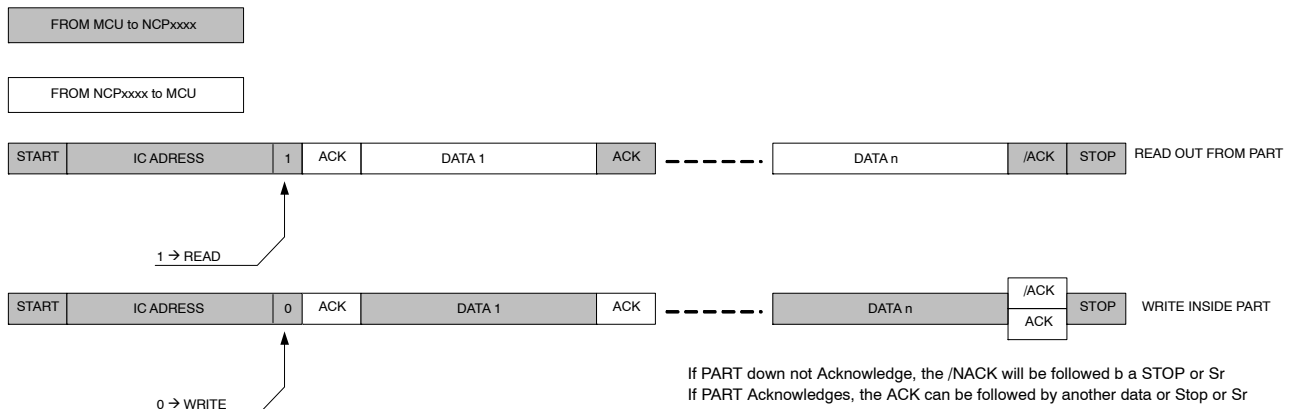 FROM MCU to NCPxxxx
FROM NCPxxxx to MCU
START IC ADRESS 1 ACK DATA 1 ACK DATA n /ACK STOP READ OUT FROM PART
1 → READ
START IC ADRESS 0 ACK DATA 1 ACK DATA n /ACK ACK STOP WRITE INSIDE PART
If PART down not Acknowledge, the /NACK will be followed b a STOP or Sr
If PART Acknowledges, the ACK can be followed by another data or Stop or Sr
0 → WRITE